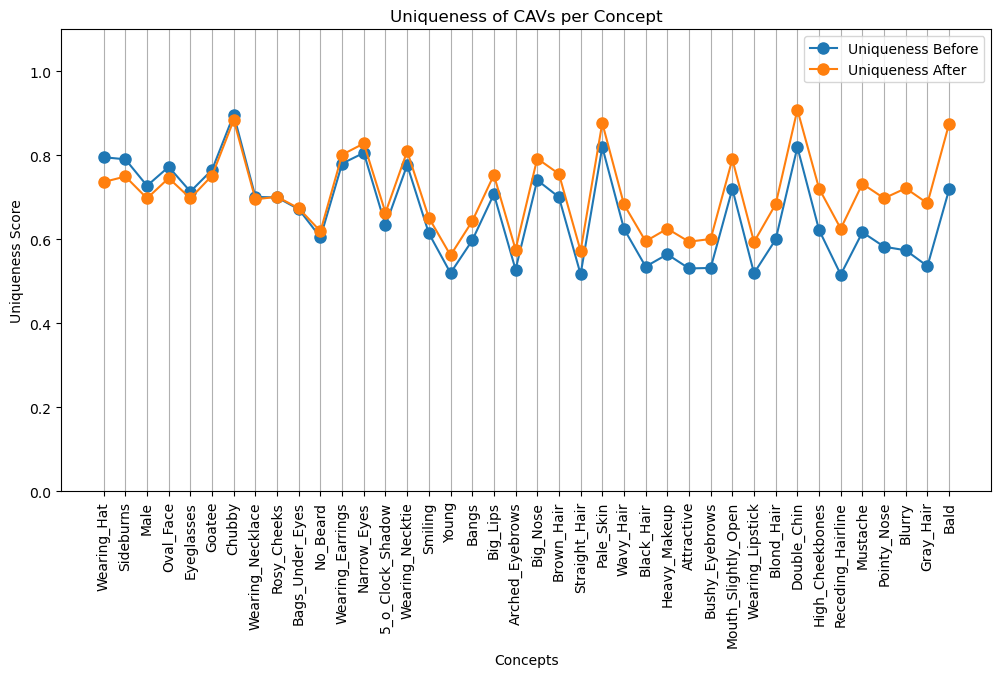 Uniqueness of CAVs per Concept
Uniqueness Before
Uniqueness After
Uniqueness Score
1.0
0.8
0.6
0.4
0.2
0.0
Wearing_Hat
Sideburns
Male
Oval_Face
Eyeglasses
Goatee
Chubby
Wearing_Necklace
Rosy_Cheeks
Bags_Under_Eyes
No_Beard
Wearing_Earrings
Narrow_Eyes
5_o_Clock_Shadow
Wearing_Necktie
Smiling
Young
Bangs
Big_Lips
Arched_Eyebrows
Big_Nose
Brown_Hair
Straight_Hair
Pale_Skin
Wavy_Hair
Black_Hair
Heavy_Makeup
Attractive
Bushy_Eyebrows
Mouth_Slightly_Open
Wearing_Lipstick
Blond_Hair
Double_Chin
High_Cheekbones
Receding_Hairline
Mustache
Pointy_Nose
Blurry
Gray_Hair
Bald
Concepts